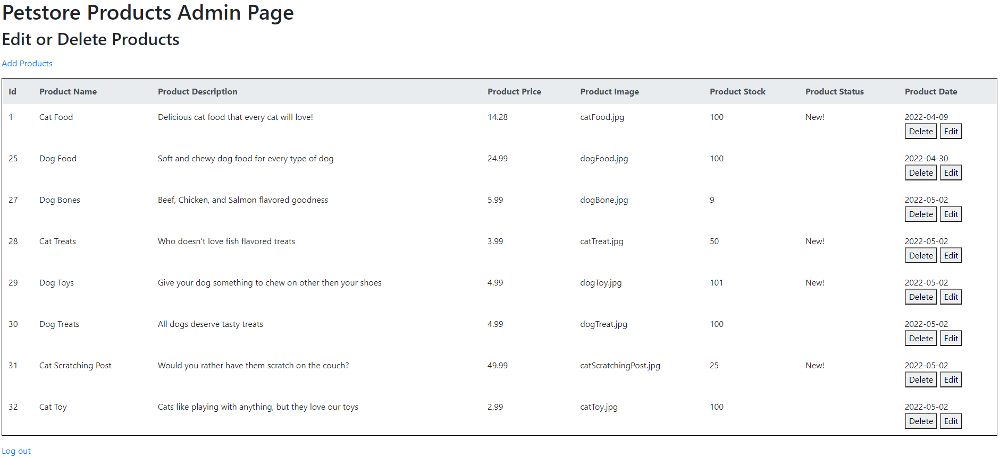 Petstore Products Admin Page
Edit or Delete Products
Add Products
Id Product Name Product Description Product Price Product Image Product Stock Product Status Product Date
1 Cat Food Delicious cat food that every cat will love! 14.28 catFood.jpg 100 New! 2022-04-09
Delete Edit
25 Dog Food Soft and chewy dog food for every type of dog 24.99 dogFood.jpg 100 2022-04-30
Delete Edit
27 Dog Bones Beef, Chicken, and Salmon flavored goodness 5.99 dogBone.jpg 9 2022-05-02
Delete Edit
28 Cat Treats Who doesn't love fish flavored treats 3.99 catTreat.jpg 50 New! 2022-05-02
Delete Edit
29 Dog Toys Give your dog something to chew on other then your shoes 4.99 dogToy.jpg 101 New! 2022-05-02
Delete Edit
30 Dog Treats All dogs deserve tasty treats 4.99 dogTreat.jpg 100 2022-05-02
Delete Edit
31 Cat Scratching Post Would you rather have them scratch on the couch? 49.99 catScratchingPost.jpg 25 New! 2022-05-02
Delete Edit
32 Cat Toy Cats like playing with anything, but they love our toys 2.99 catToy.jpg 100 2022-05-02
Delete Edit
Log out